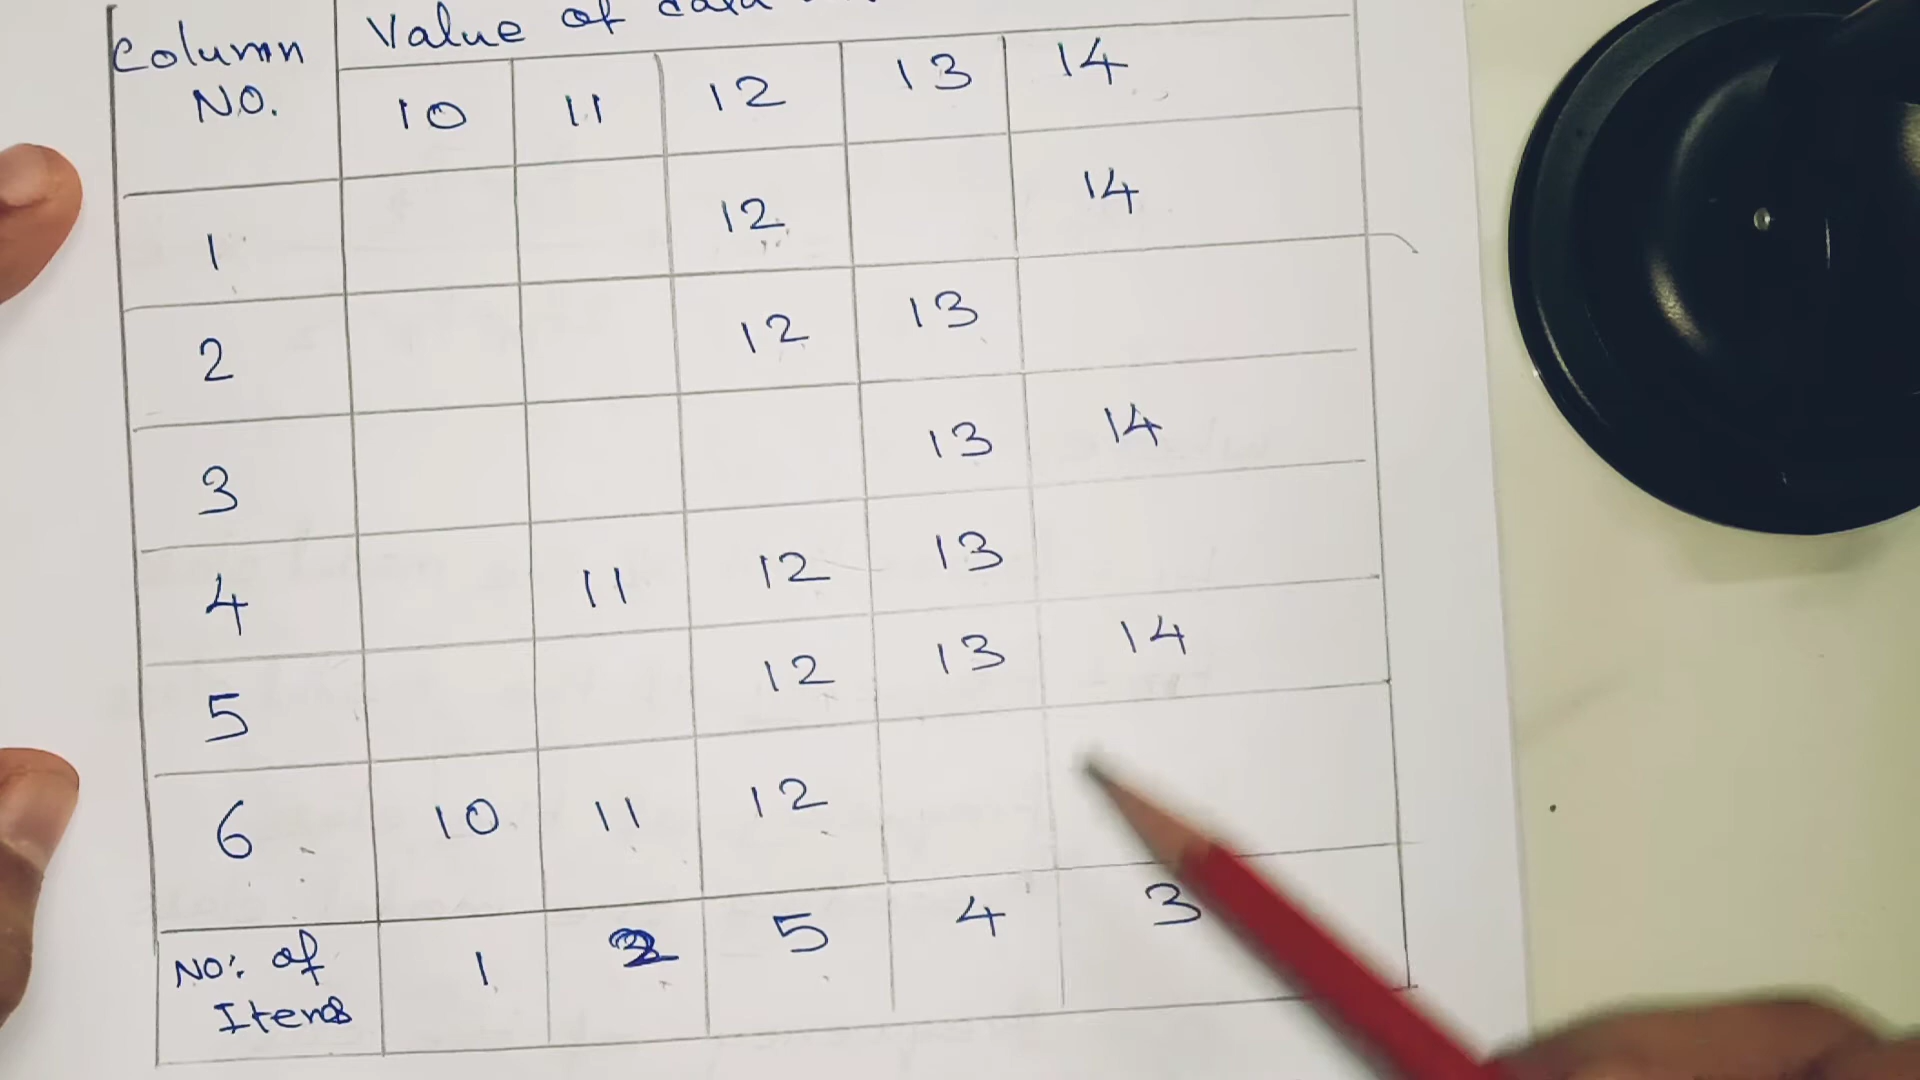 Column NO. Value of
10 11 12 13 14
1 12 14
2 12 13
3 13 14
4 11 12 13
5 12 13 14
6 10 11 12
NO: of Items 1 2 5 4 3